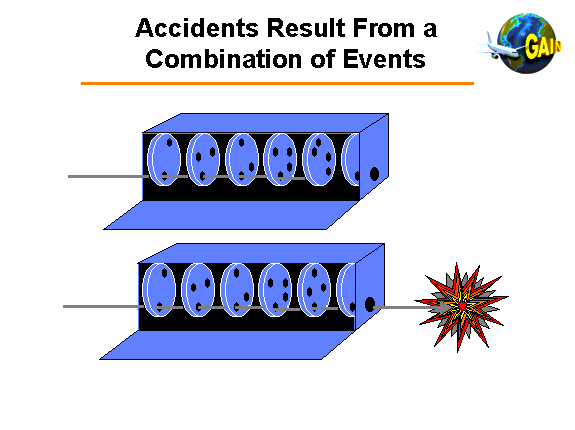 Accidents Result From a
Combination of Events
GAIN